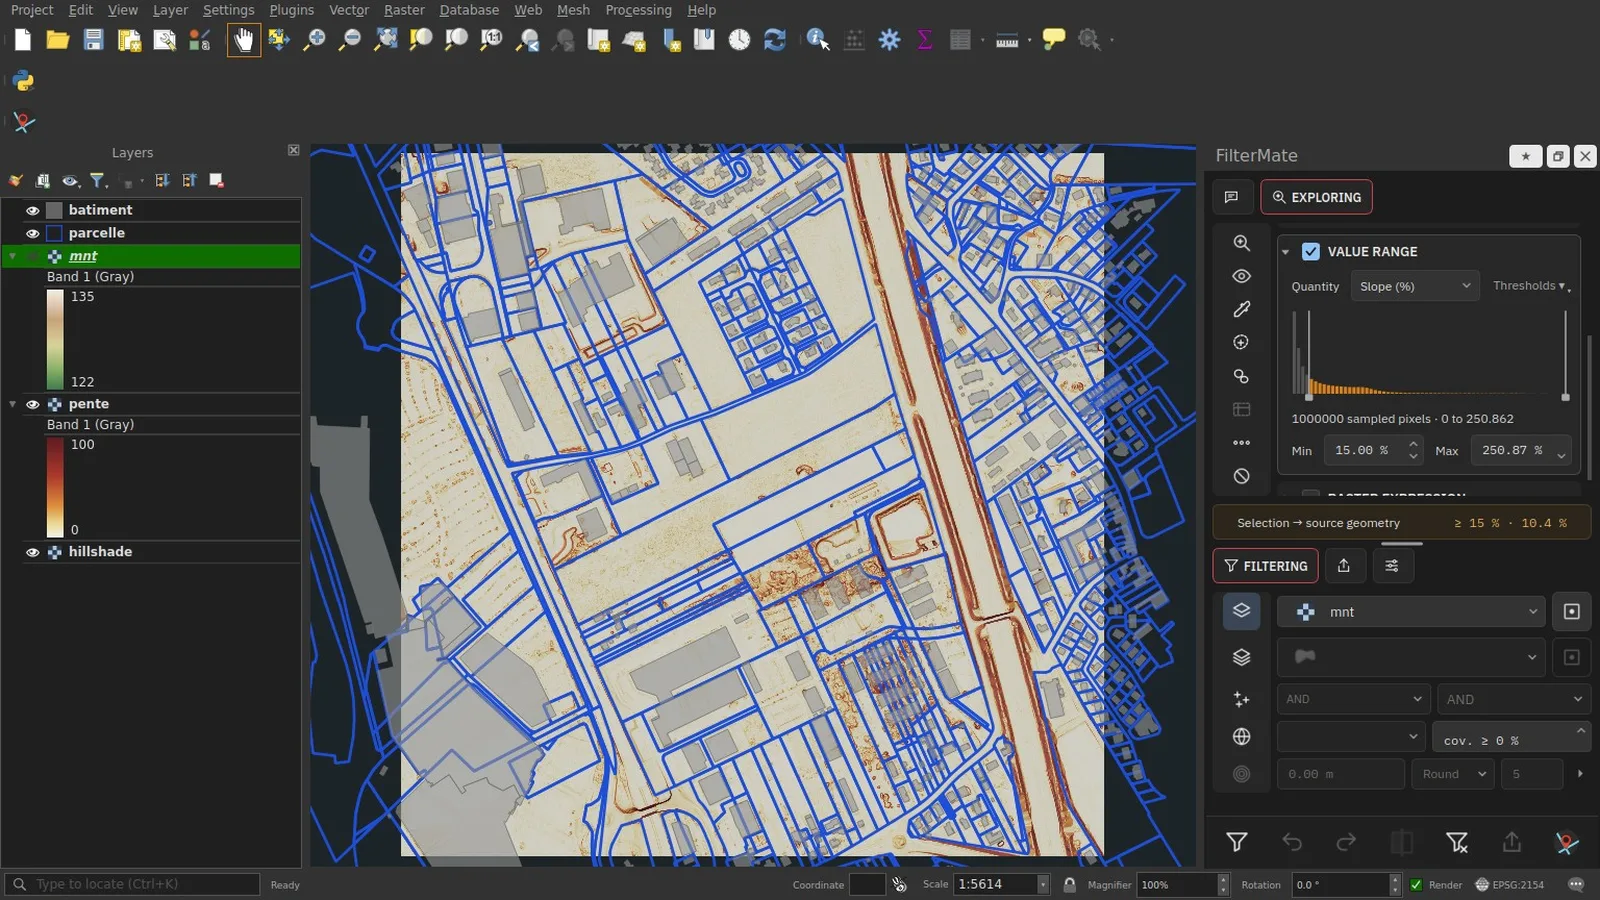 Project Edit View Layer Settings Plugins Vector Raster Database Web Mesh Processing Help
Layers
batiment
parcelle
mnt
Band 1 (Gray)
135
122
pente
Band 1 (Gray)
100
0
hillshade
FilterMate
EXPLORING
VALUE RANGE
Quantity Slope (%) Thresholds
1000000 sampled pixels · 0 to 250.862
Min 15.00 % Max 250.87 %
RASTER EXPRESSION
Selection → source geometry ≥ 15 % · 10.4 %
FILTERING
mnt
AND AND
cov. ≥ 0 %
0.00 m Round 5
Type to locate (Ctrl+K) Ready Coordinate Scale 1:5614 Magnifier 100% Rotation 0.0 ° Render EPSG:2154